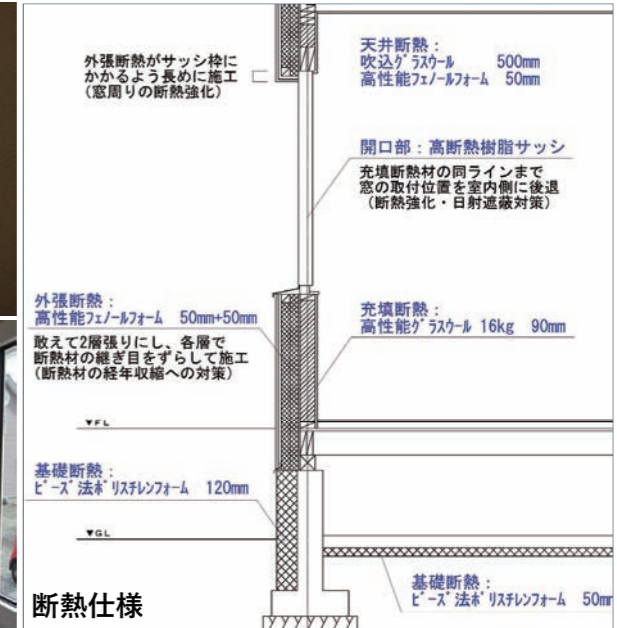 外張断熱がサッシ枠に
かかるよう長めに施工
(窓周りの断熱強化)
天井断熱:
吹込グラスウール 500mm
高性能フェノールフォーム 50mm
開口部:高断熱樹脂サッシ
充填断熱材の同ラインまで
窓の取付位置を室内側に後退
(断熱強化・日射遮蔽対策)
外張断熱:
高性能フェノールフォーム 50mm+50mm
敢えて2層張りにし、各層で
断熱材の継ぎ目をずらして施工
(断熱材の経年収縮への対策)
充填断熱:
高性能グラスウール 16kg 90mm
▼FL
基礎断熱:
ビーズ法ポリスチレンフォーム 120mm
▼GL
基礎断熱:
ビーズ法ポリスチレンフォーム 50m
断熱仕様